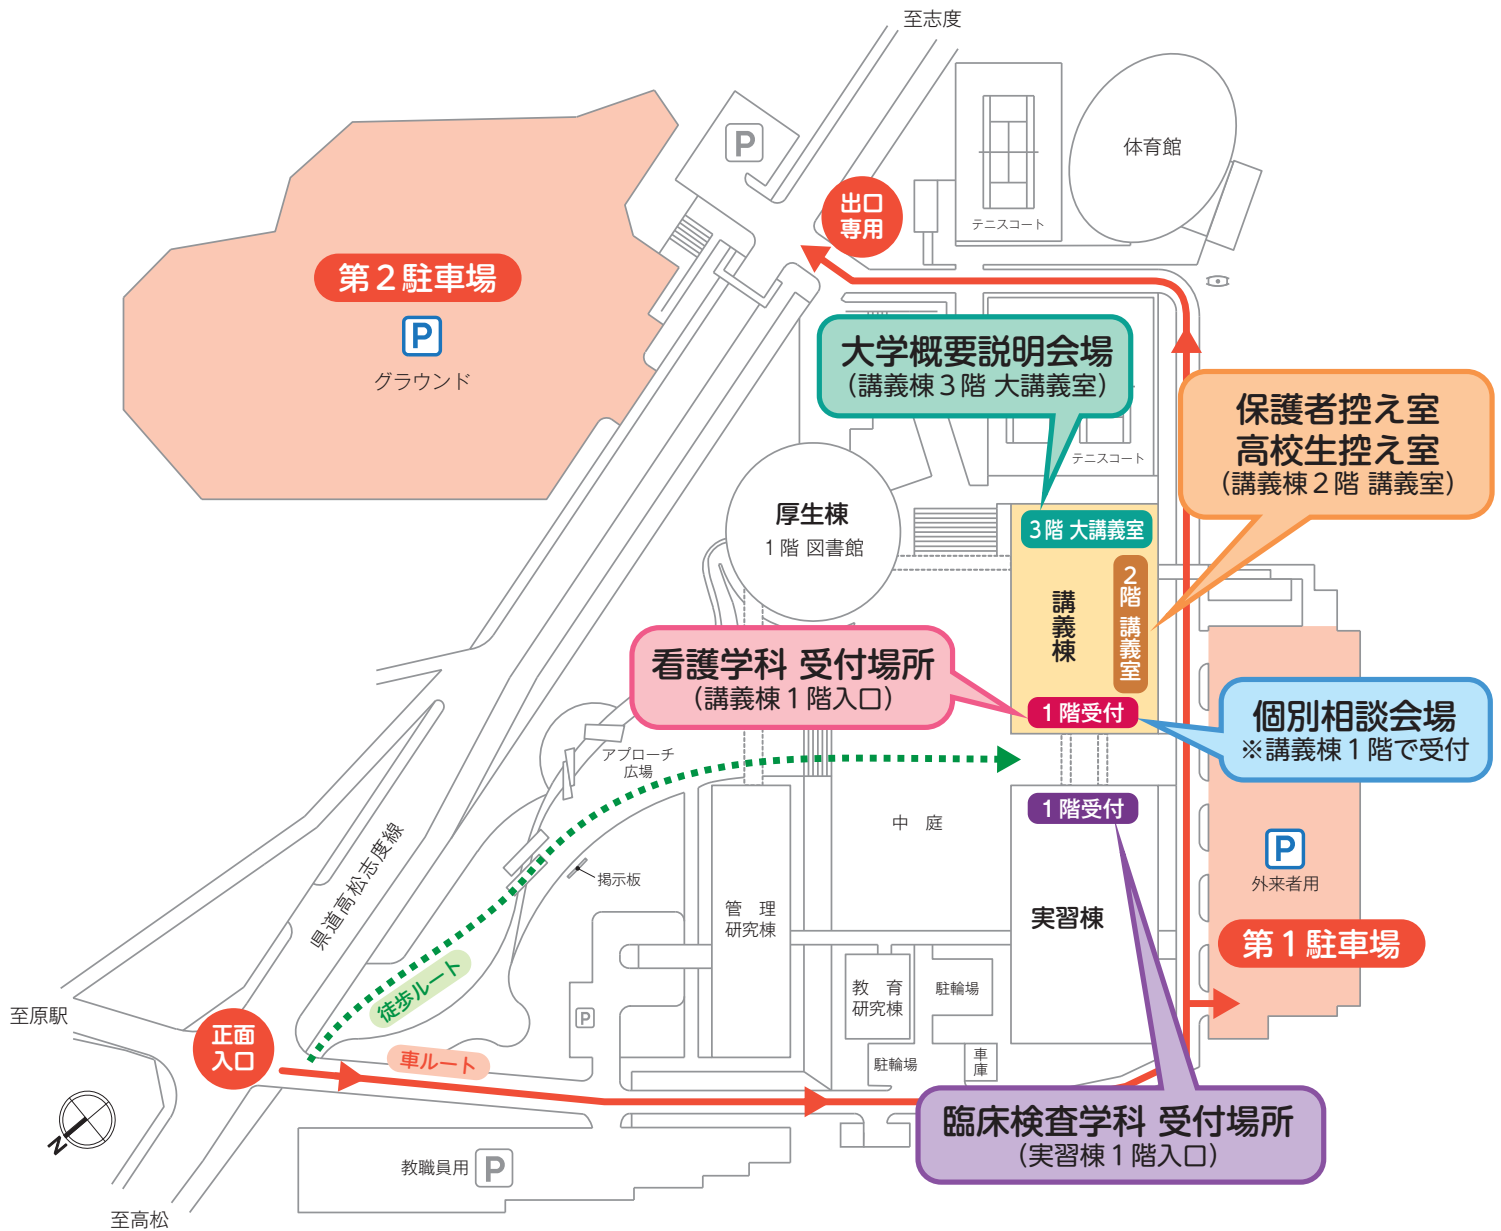 至志度
P
体育館
出口
専用
テニスコート
第2駐車場
P
グラウンド
大学概要説明会場
(講義棟3階 大講義室)
保護者控え室
高校生控え室
(講義棟2階 講義室)
テニスコート
厚生棟
1階 図書館
3階 大講義室
2階 講義室
講義棟
看護学科 受付場所
(講義棟1階入口)
1階受付
個別相談会場
※講義棟1階で受付
アプローチ
広場
1階受付
中 庭
県道高松志度線
掲示板
P
外来者用
管 理
研究棟
実習棟
第1駐車場
徒歩ルート
教 育
研究棟
駐輪場
至原駅
正面
入口
P
車ルート
駐輪場
車
庫
臨床検査学科 受付場所
(実習棟1階入口)
N
教職員用
P
至高松